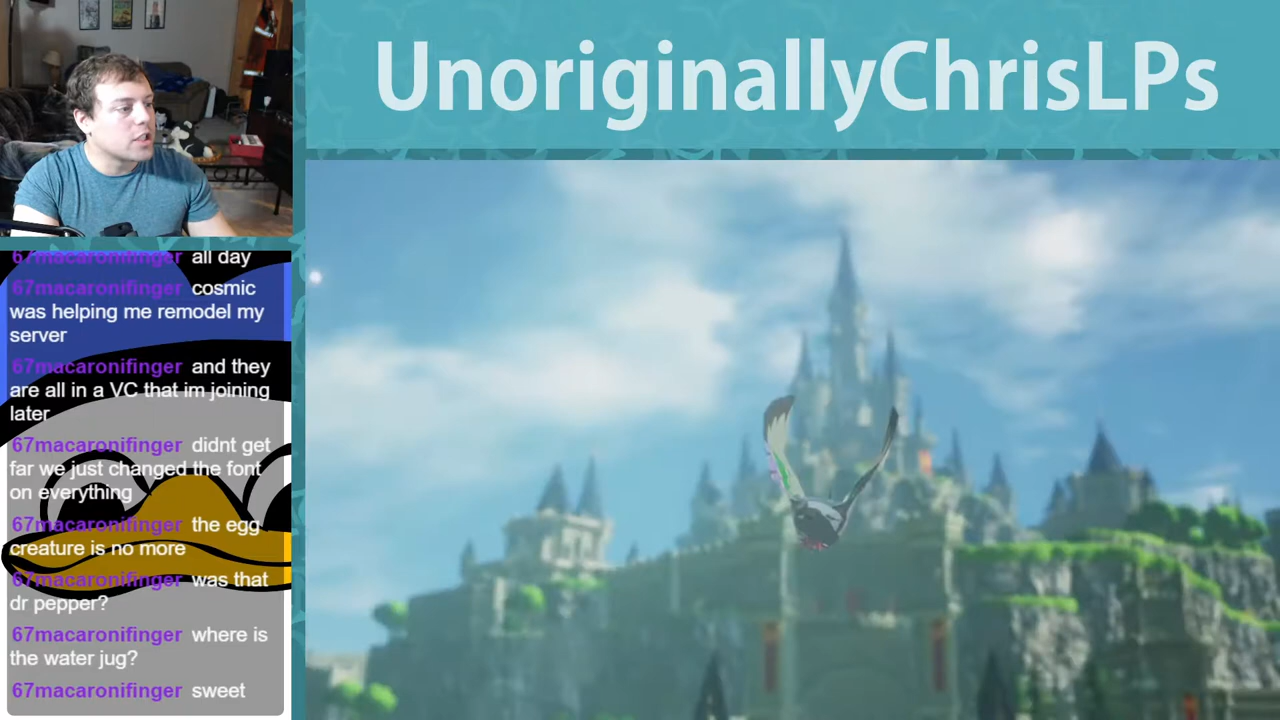 UnoriginallyChrisLPs
67macaronifinger all day
67macaronifinger cosmic
was helping me remodel my
server
67macaronifinger and they
are all in a VC that im joining
later
67macaronifinger didnt get
far we just changed the font
on everything
67macaronifinger the egg
creature is no more
67macaronifinger was that
dr pepper?
67macaronifinger where is
the water jug?
67macaronifinger sweet